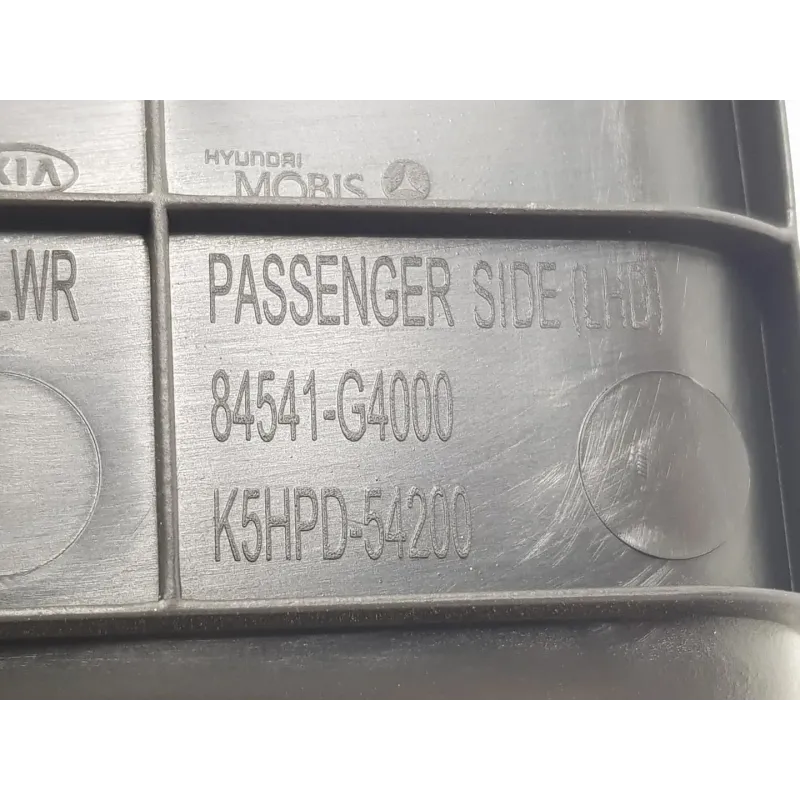 KIA
HYUNDAI
MOBIS
LWR
PASSENGER SIDE (LHD)
84541-G4000
K5HPD-54200